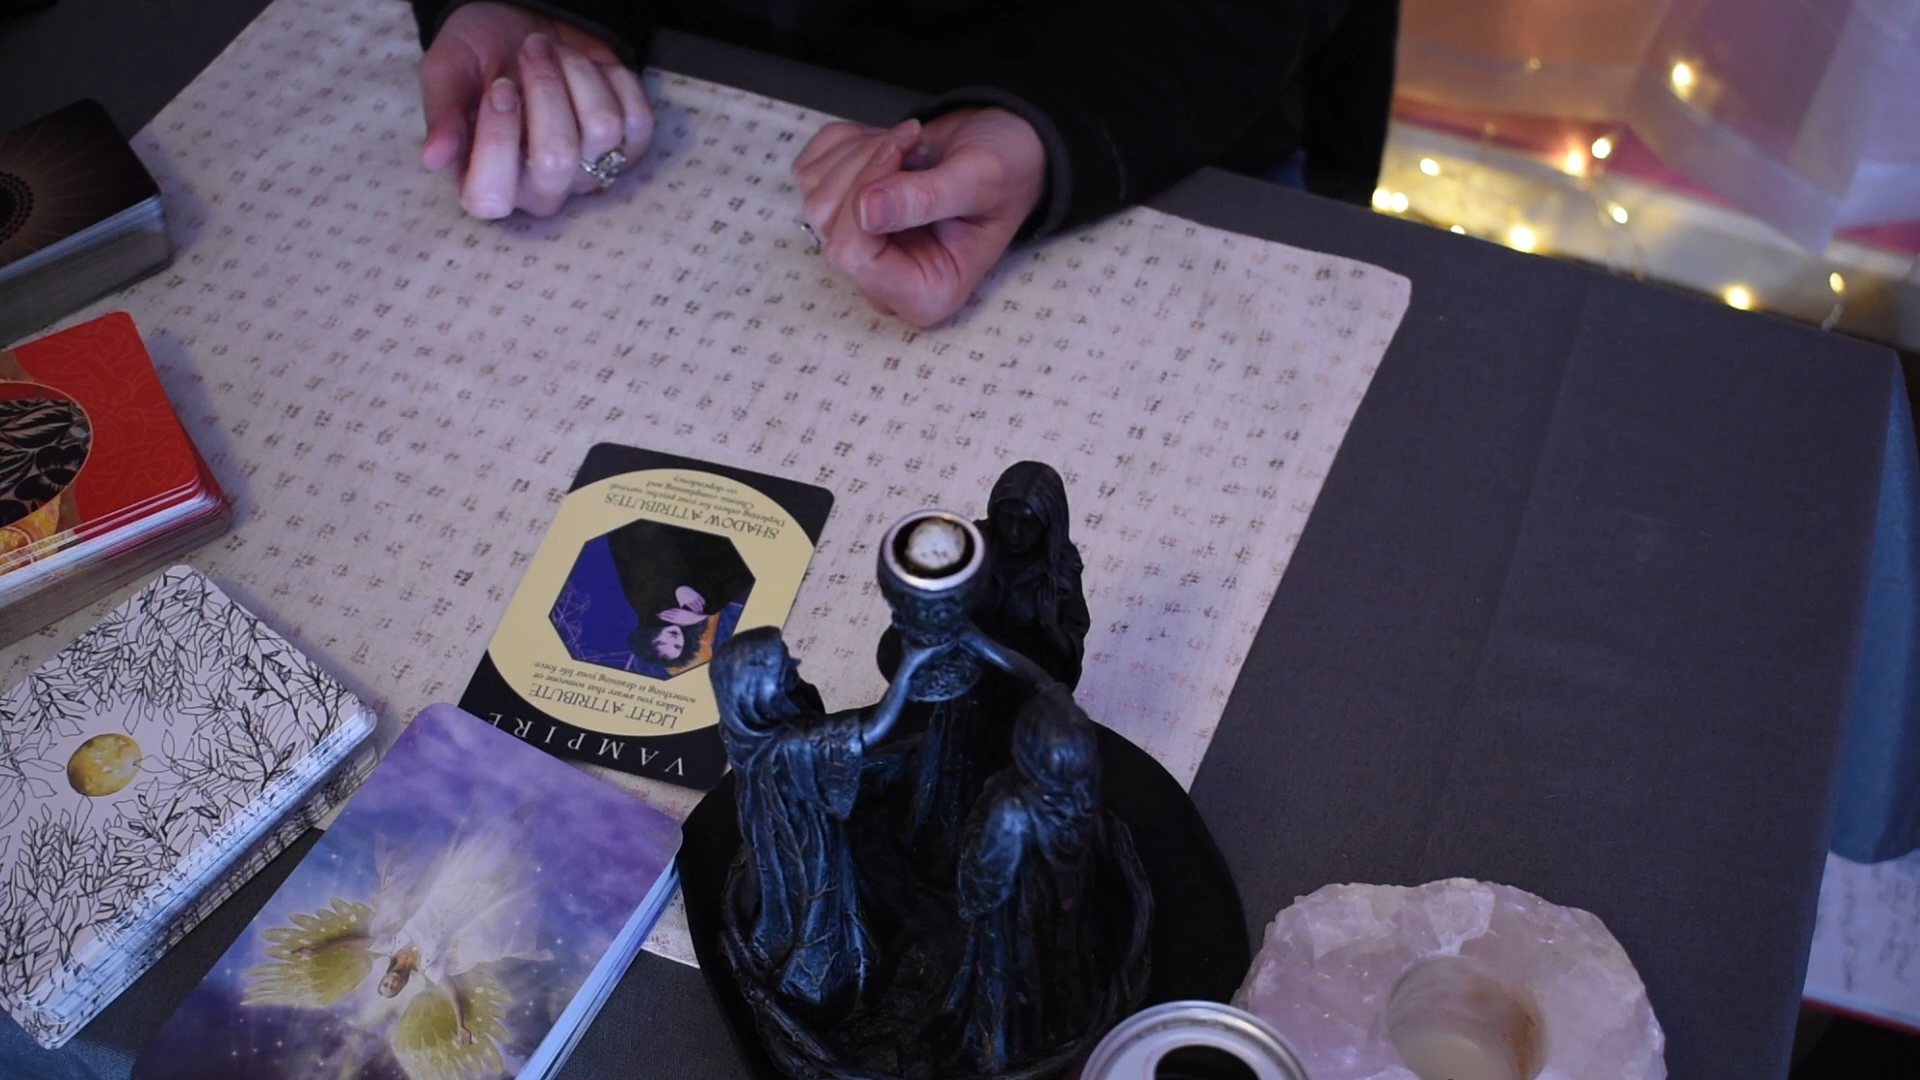 VAMPIRE
LIGHT ATTRIBUTE
Makes you aware that someone or
something is draining your life force
SHADOW ATTRIBUTES
Depleting others for your psychic survival
Chronic complaining and
co-dependency